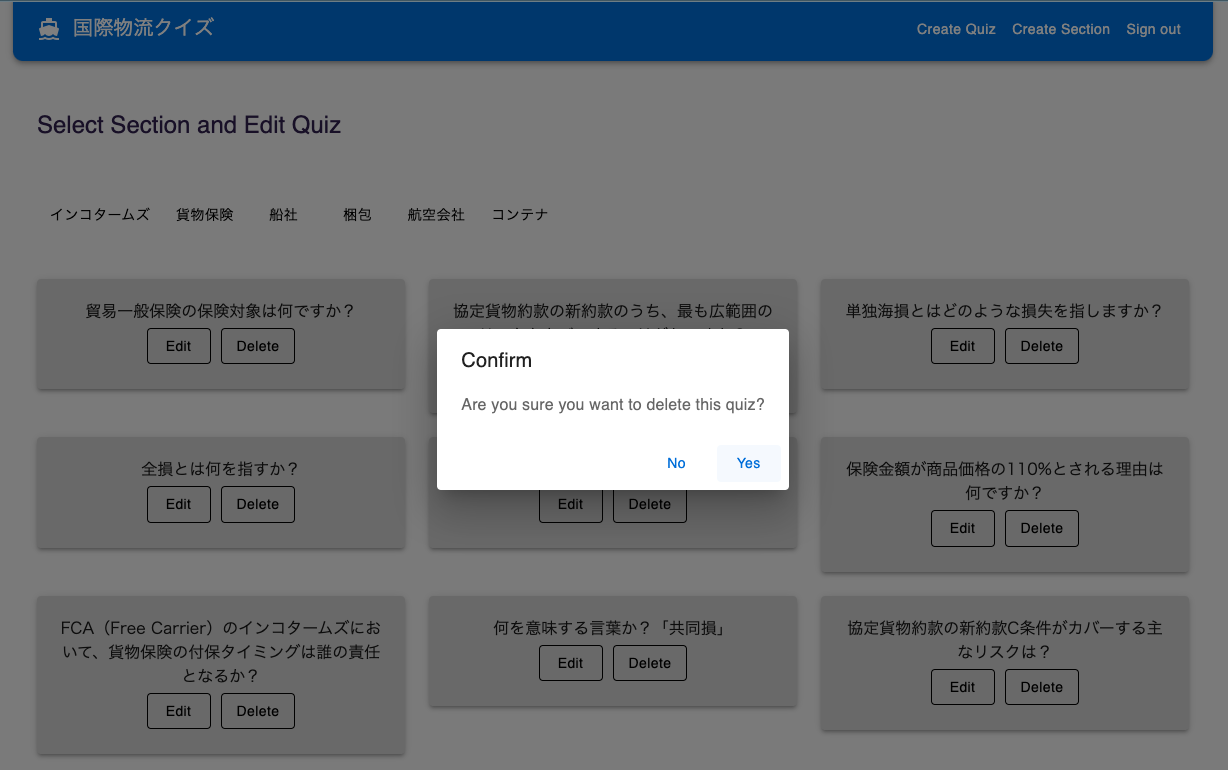 国際物流クイズ
Create Quiz Create Section Sign out
Select Section and Edit Quiz
インコタームズ 貨物保険 船社 梱包 航空会社 コンテナ
貿易一般保険の保険対象は何ですか？
Edit Delete
協定貨物約款の新約款のうち、最も広範囲の
単独海損とはどのような損失を指しますか？
Edit Delete
Confirm
Are you sure you want to delete this quiz?
No Yes
全損とは何を指すか？
Edit Delete
Edit Delete
保険金額が商品価格の110%とされる理由は
何ですか？
Edit Delete
FCA（Free Carrier）のインコタームズにお
いて、貨物保険の付保タイミングは誰の責任
となるか？
Edit Delete
何を意味する言葉か？「共同損」
Edit Delete
協定貨物約款の新約款C条件がカバーする主
なリスクは？
Edit Delete